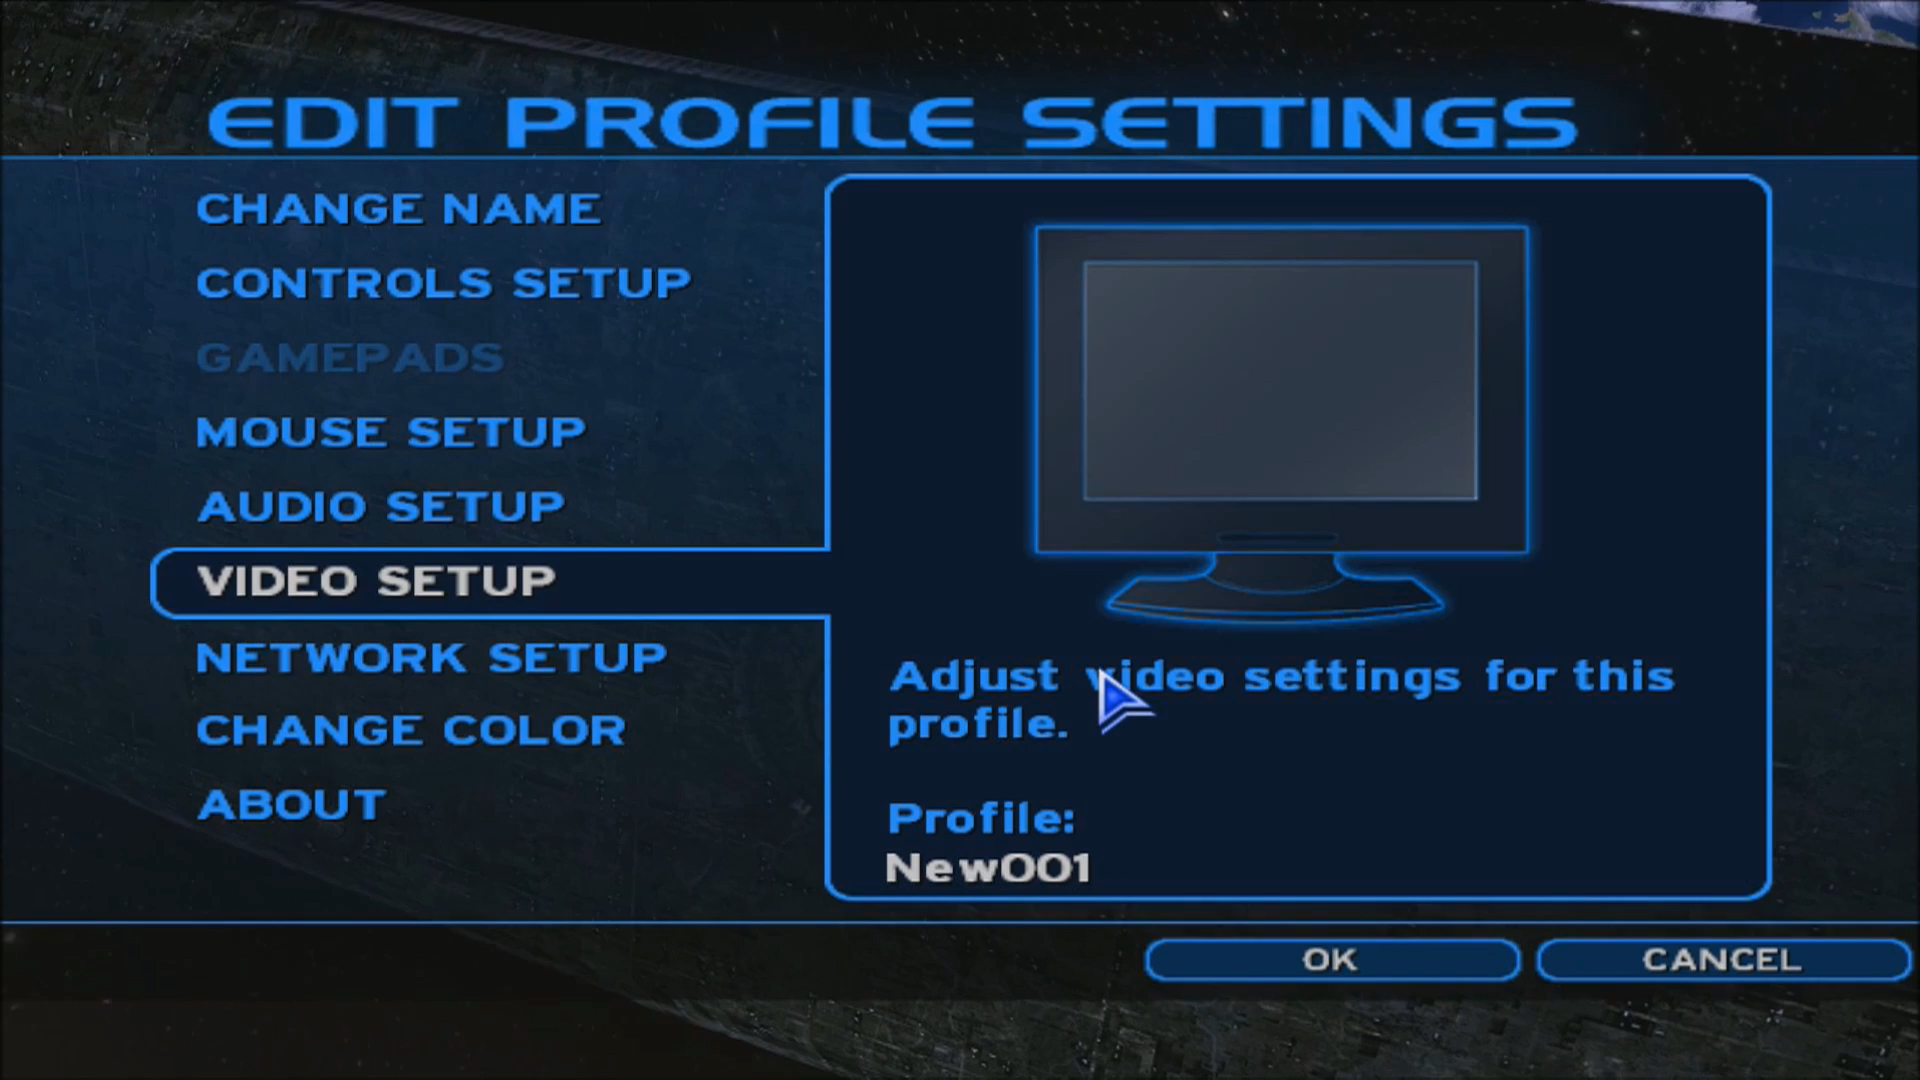 EDIT PROFILE SETTINGS
CHANGE NAME
CONTROLS SETUP
GAMEPADS
MOUSE SETUP
AUDIO SETUP
VIDEO SETUP
NETWORK SETUP
CHANGE COLOR
ABOUT
Adjust video settings for this
profile.
Profile:
New001
OK
CANCEL